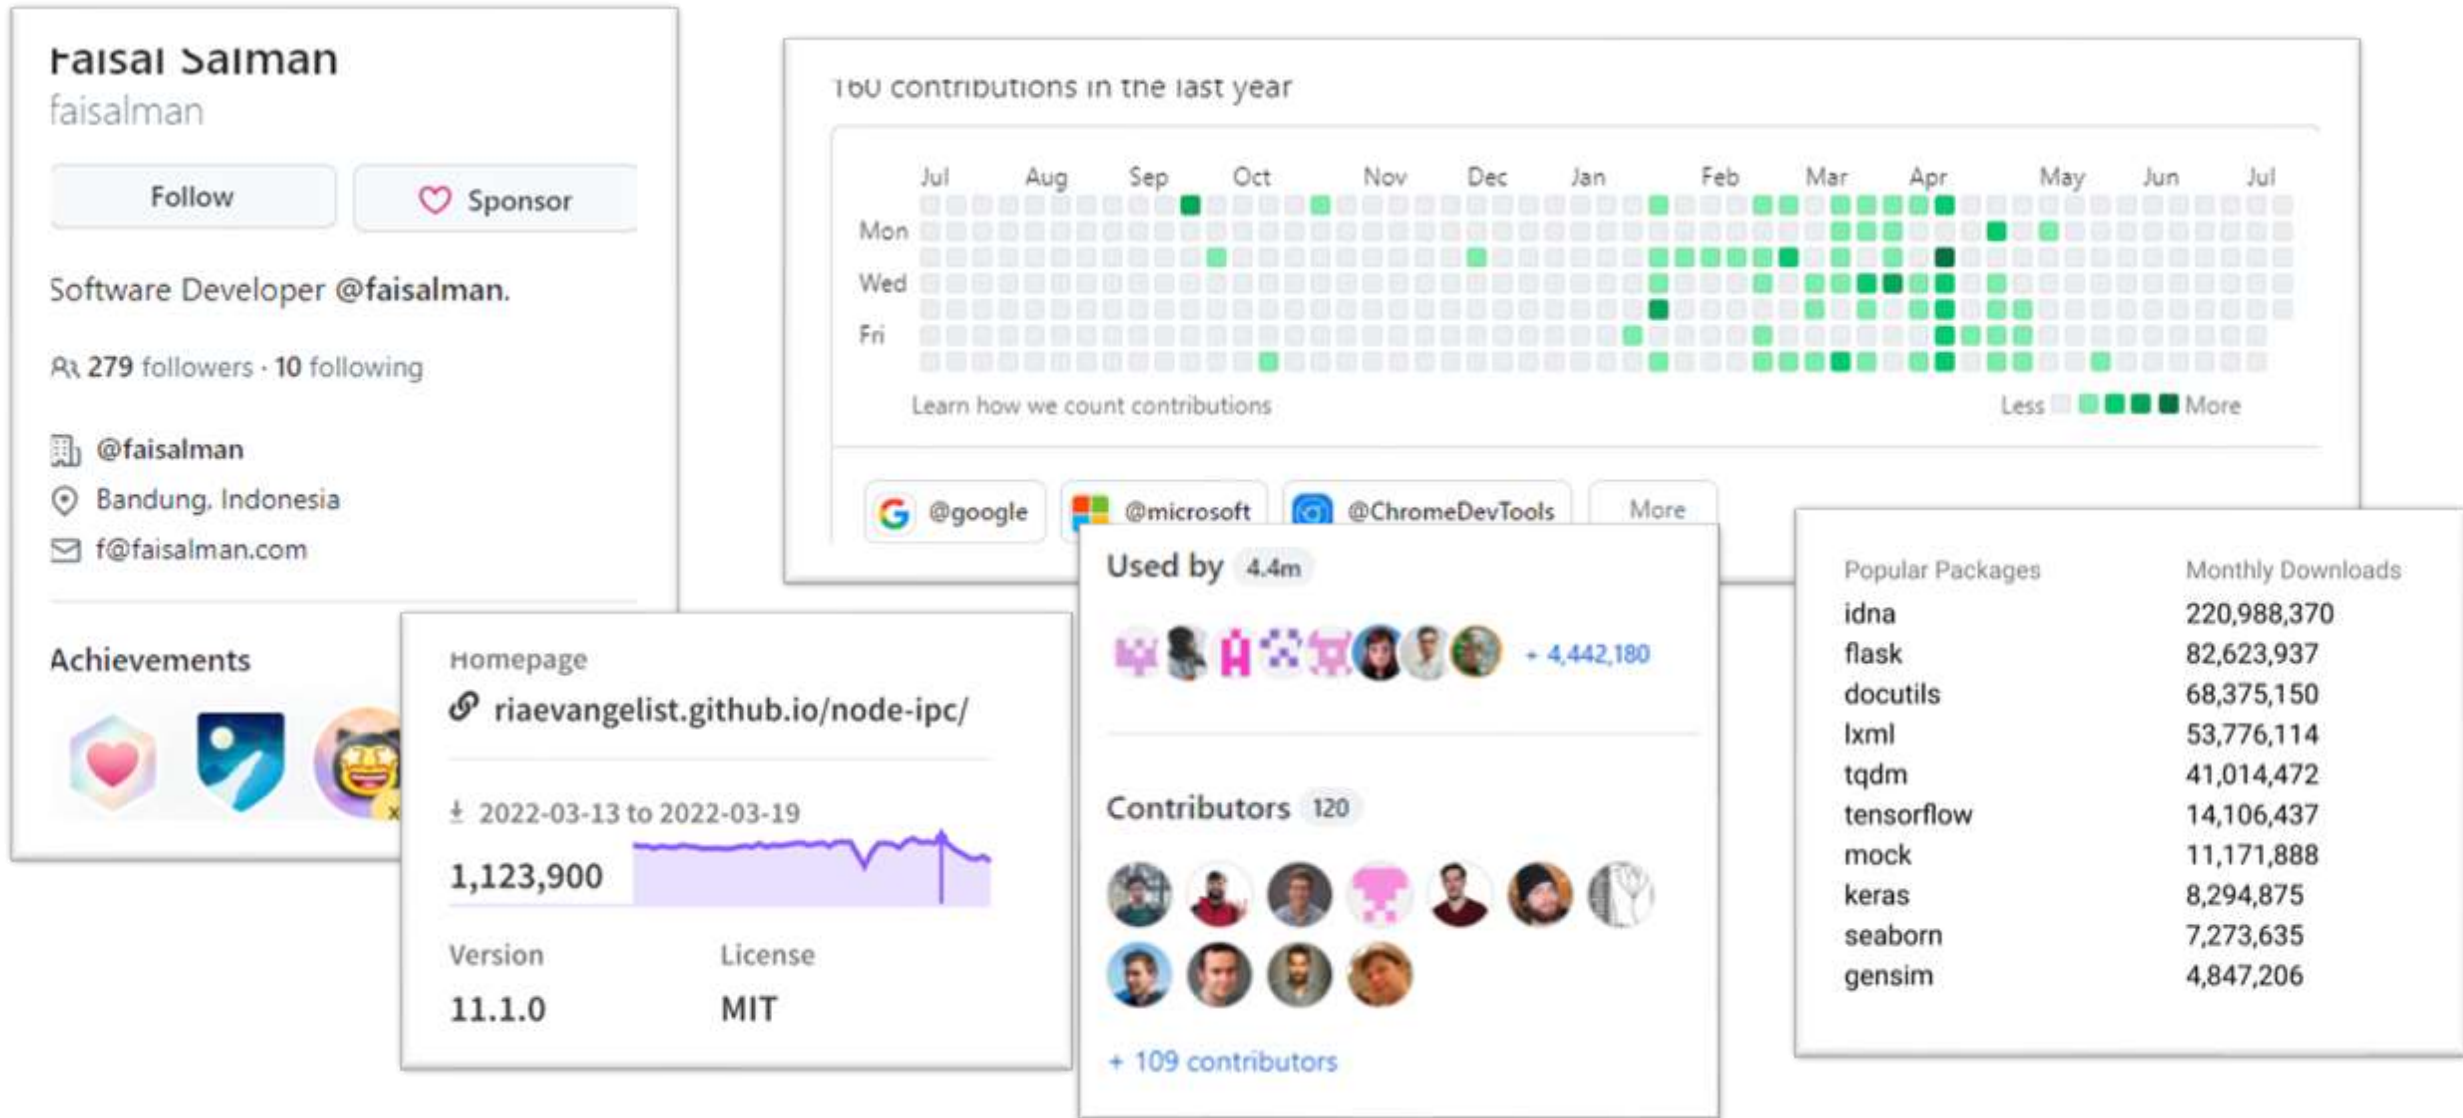 Faisal Salman
faisalman
Follow
Sponsor
Software Developer @faisalman.
279 followers · 10 following
@faisalman
Bandung, Indonesia
f@faisalman.com
Achievements
160 contributions in the last year
Jul Aug Sep Oct Nov Dec Jan Feb Mar Apr May Jun Jul
Mon
Wed
Fri
Learn how we count contributions
Less More
@google
@microsoft
@ChromeDevTools
More
Homepage
riaevangelist.github.io/node-ipc/
2022-03-13 to 2022-03-19
1,123,900
Version License
11.1.0 MIT
Used by 4.4m
+ 4,442,180
Contributors 120
+ 109 contributors
Popular Packages Monthly Downloads
idna 220,988,370
flask 82,623,937
docutils 68,375,150
lxml 53,776,114
tqdm 41,014,472
tensorflow 14,106,437
mock 11,171,888
keras 8,294,875
seaborn 7,273,635
gensim 4,847,206